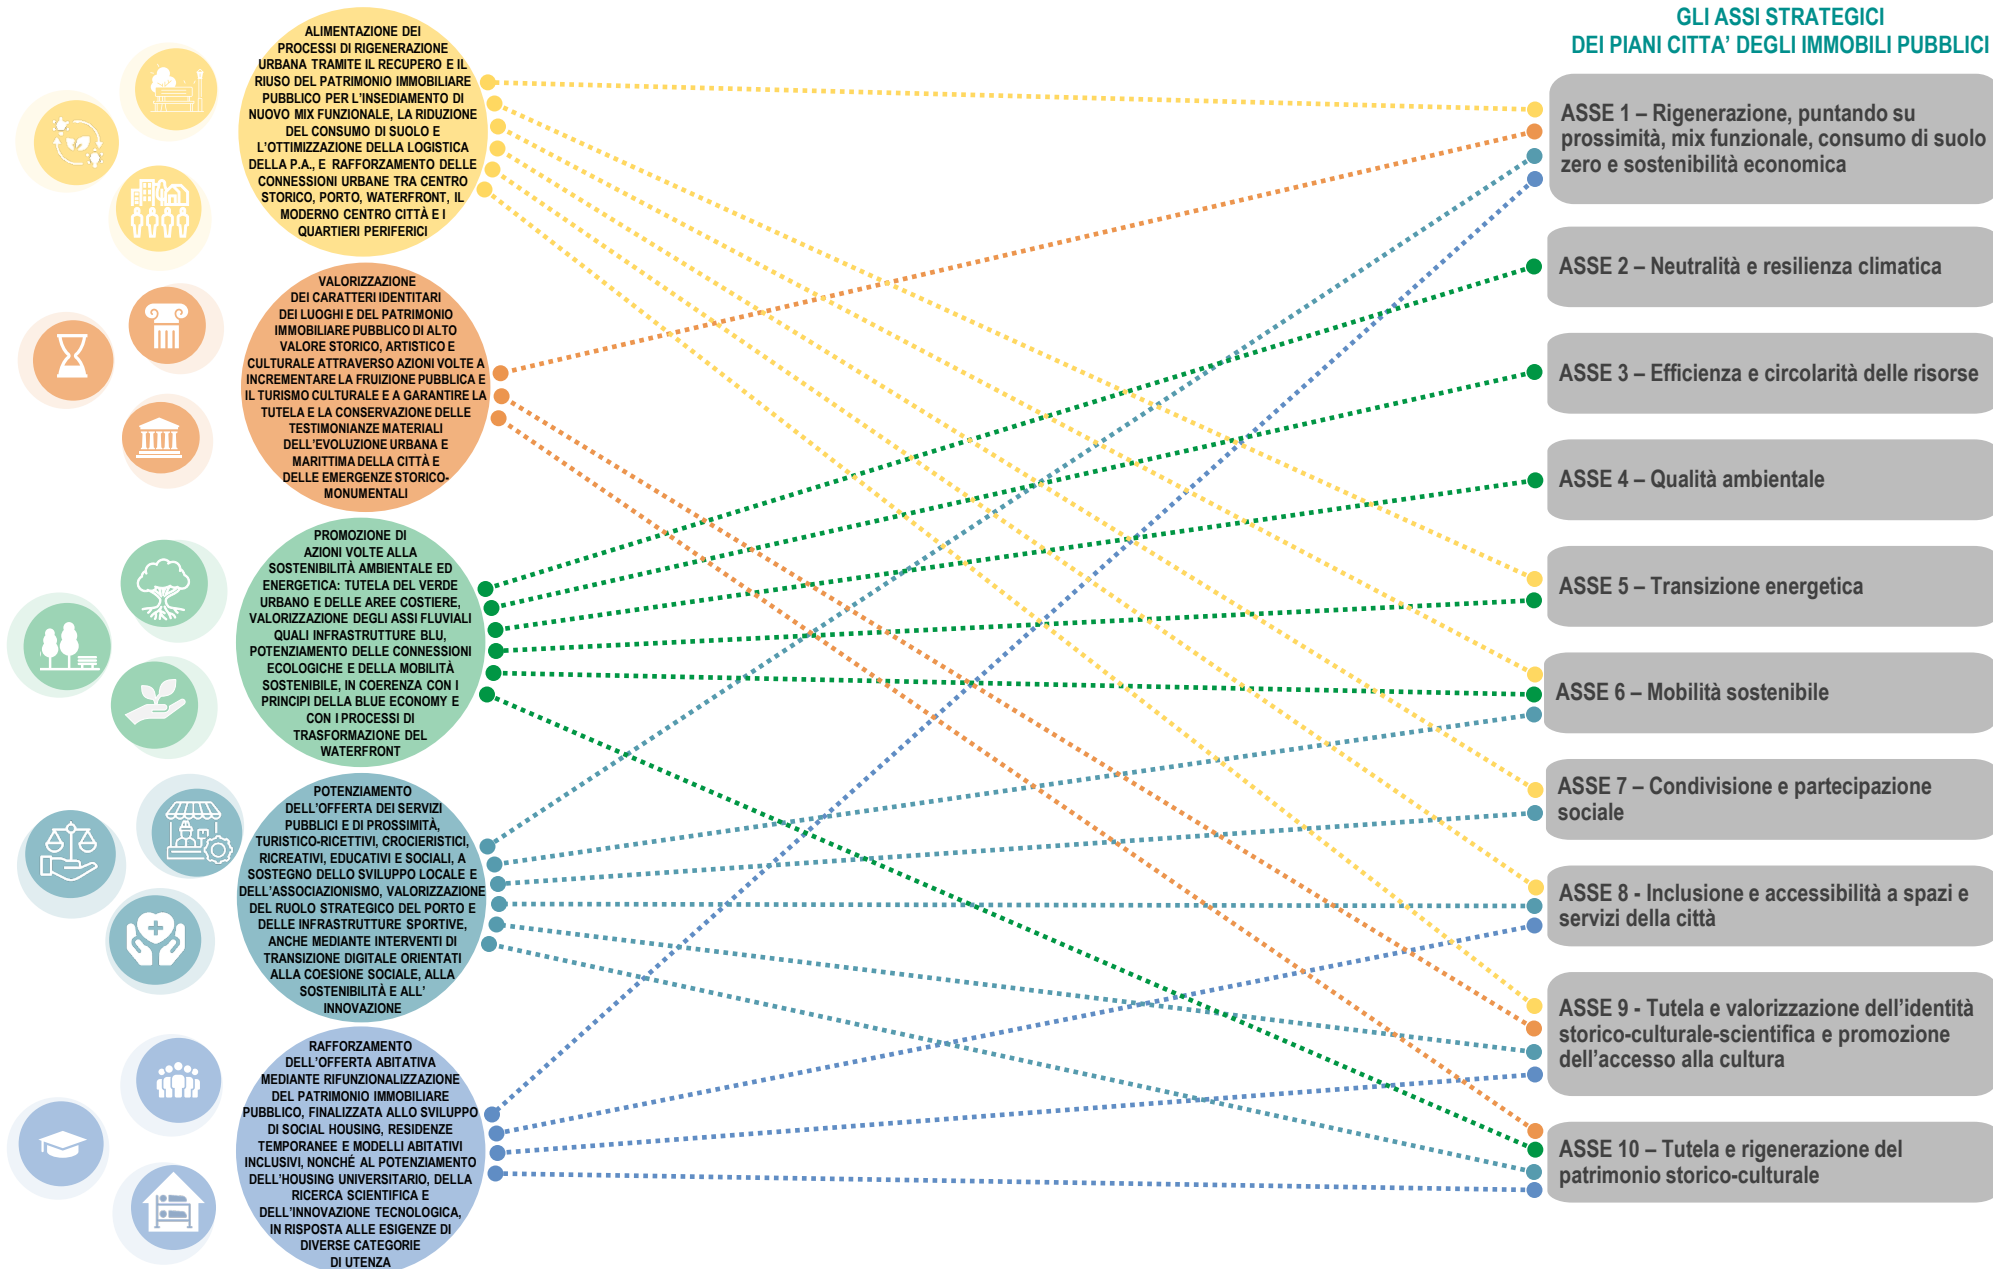 ALIMENTAZIONE DEI
PROCESSI DI RIGENERAZIONE
URBANA TRAMITE IL RECUPERO E IL
RIUSO DEL PATRIMONIO IMMOBILIARE
PUBBLICO PER L'INSEDIAMENTO DI
NUOVO MIX FUNZIONALE, LA RIDUZIONE
DEL CONSUMO DI SUOLO E
L'OTTIMIZZAZIONE DELLA LOGISTICA
DELLA P.A., E RAFFORZAMENTO DELLE
CONNESSIONI URBANE TRA CENTRO
STORICO, PORTO, WATERFRONT, IL
MODERNO CENTRO CITTÀ E I
QUARTIERI PERIFERICI
VALORIZZAZIONE
DEI CARATTERI IDENTITARI
DEI LUOGHI E DEL PATRIMONIO
IMMOBILIARE PUBBLICO DI ALTO
VALORE STORICO, ARTISTICO E
CULTURALE ATTRAVERSO AZIONI VOLTE A
INCREMENTARE LA FRUIZIONE PUBBLICA E
IL TURISMO CULTURALE E A GARANTIRE LA
TUTELA E LA CONSERVAZIONE DELLE
TESTIMONIANZE MATERIALI
DELL'EVOLUZIONE URBANA E
MARITTIMA DELLA CITTÀ E
DELLE EMERGENZE STORICO-
MONUMENTALI
PROMOZIONE DI
AZIONI VOLTE ALLA
SOSTENIBILITÀ AMBIENTALE ED
ENERGETICA: TUTELA DEL VERDE
URBANO E DELLE AREE COSTIERE,
VALORIZZAZIONE DEGLI ASSI FLUVIALI
QUALI INFRASTRUTTURE BLU,
POTENZIAMENTO DELLE CONNESSIONI
ECOLOGICHE E DELLA MOBILITÀ
SOSTENIBILE, IN COERENZA CON I
PRINCIPI DELLA BLUE ECONOMY E
CON I PROCESSI DI
TRASFORMAZIONE DEL
WATERFRONT
POTENZIAMENTO
DELL'OFFERTA DEI SERVIZI
PUBBLICI E DI PROSSIMITÀ,
TURISTICO-RICETTIVI, CROCIERISTICI,
RICREATIVI, EDUCATIVI E SOCIALI, A
SOSTEGNO DELLO SVILUPPO LOCALE E
DELL'ASSOCIAZIONISMO, VALORIZZAZIONE
DEL RUOLO STRATEGICO DEL PORTO E
DELLE INFRASTRUTTURE SPORTIVE,
ANCHE MEDIANTE INTERVENTI DI
TRANSIZIONE DIGITALE ORIENTATI
ALLA COESIONE SOCIALE, ALLA
SOSTENIBILITÀ E ALL'
INNOVAZIONE
RAFFORZAMENTO
DELL'OFFERTA ABITATIVA
MEDIANTE RIFUNZIONALIZZAZIONE
DEL PATRIMONIO IMMOBILIARE
PUBBLICO, FINALIZZATA ALLO SVILUPPO
DI SOCIAL HOUSING, RESIDENZE
TEMPORANEE E MODELLI ABITATIVI
INCLUSIVI, NONCHÉ AL POTENZIAMENTO
DELL'HOUSING UNIVERSITARIO, DELLA
RICERCA SCIENTIFICA E
DELL'INNOVAZIONE TECNOLOGICA,
IN RISPOSTA ALLE ESIGENZE DI
DIVERSE CATEGORIE
DI UTENZA
GLI ASSI STRATEGICI
DEI PIANI CITTA' DEGLI IMMOBILI PUBBLICI
ASSE 1 – Rigenerazione, puntando su
prossimità, mix funzionale, consumo di suolo
zero e sostenibilità economica
ASSE 2 – Neutralità e resilienza climatica
ASSE 3 – Efficienza e circolarità delle risorse
ASSE 4 – Qualità ambientale
ASSE 5 – Transizione energetica
ASSE 6 – Mobilità sostenibile
ASSE 7 – Condivisione e partecipazione
sociale
ASSE 8 - Inclusione e accessibilità a spazi e
servizi della città
ASSE 9 - Tutela e valorizzazione dell'identità
storico-culturale-scientifica e promozione
dell'accesso alla cultura
ASSE 10 – Tutela e rigenerazione del
patrimonio storico-culturale